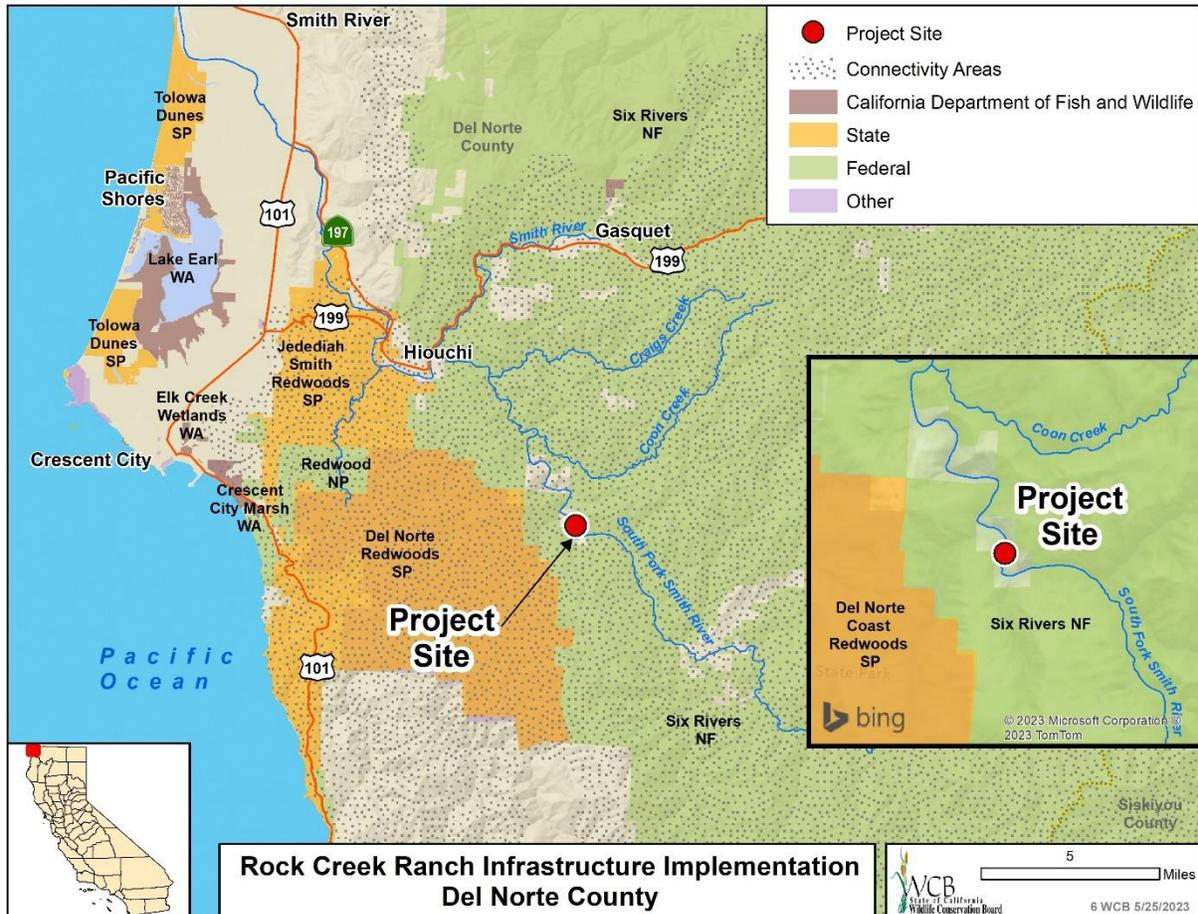 Smith River
Tolowa
Dunes
SP
Pacific
Shores
101
197
Lake Earl
WA
Del Norte
County
Six Rivers
NF
Smith River
Gasquet
199
199
Tolowa
Dunes
SP
Jedediah
Smith
Redwoods
SP
Hiouchi
Craigs Creek
Elk Creek
Wetlands
WA
Coon Creek
Crescent City
Redwood
NP
Crescent
City Marsh
WA
Del Norte
Redwoods
SP
South Fork Smith River
Project
Site
Pacific
Ocean
101
Six Rivers
NF
Siskiyou
County
Project Site
Connectivity Areas
California Department of Fish and Wildlife
State
Federal
Other
Coon Creek
Project
Site
Del Norte
Coast
Redwoods
SP
State Park
Six Rivers NF
South Fork Smith River
bing
© 2023 Microsoft Corporation ©
2023 TomTom
Rock Creek Ranch Infrastructure Implementation
Del Norte County
WCB
State of California
Wildlife Conservation Board
5
Miles
6 WCB 5/25/2023